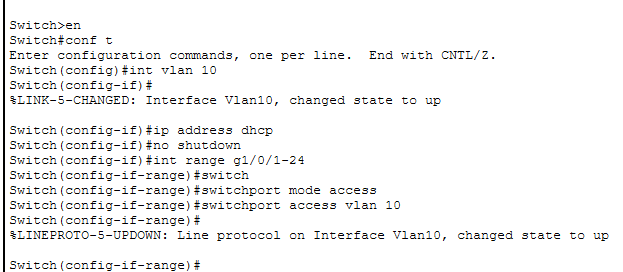 Switch>en
Switch#conf t
Enter configuration commands, one per line.  End with CNTL/Z.
Switch(config)#int vlan 10
Switch(config-if)#
%LINK-5-CHANGED: Interface Vlan10, changed state to up

Switch(config-if)#ip address dhcp
Switch(config-if)#no shutdown
Switch(config-if)#int range g1/0/1-24
Switch(config-if-range)#switch
Switch(config-if-range)#switchport mode access
Switch(config-if-range)#switchport access vlan 10
Switch(config-if-range)#
%LINEPROTO-5-UPDOWN: Line protocol on Interface Vlan10, changed state to up

Switch(config-if-range)#